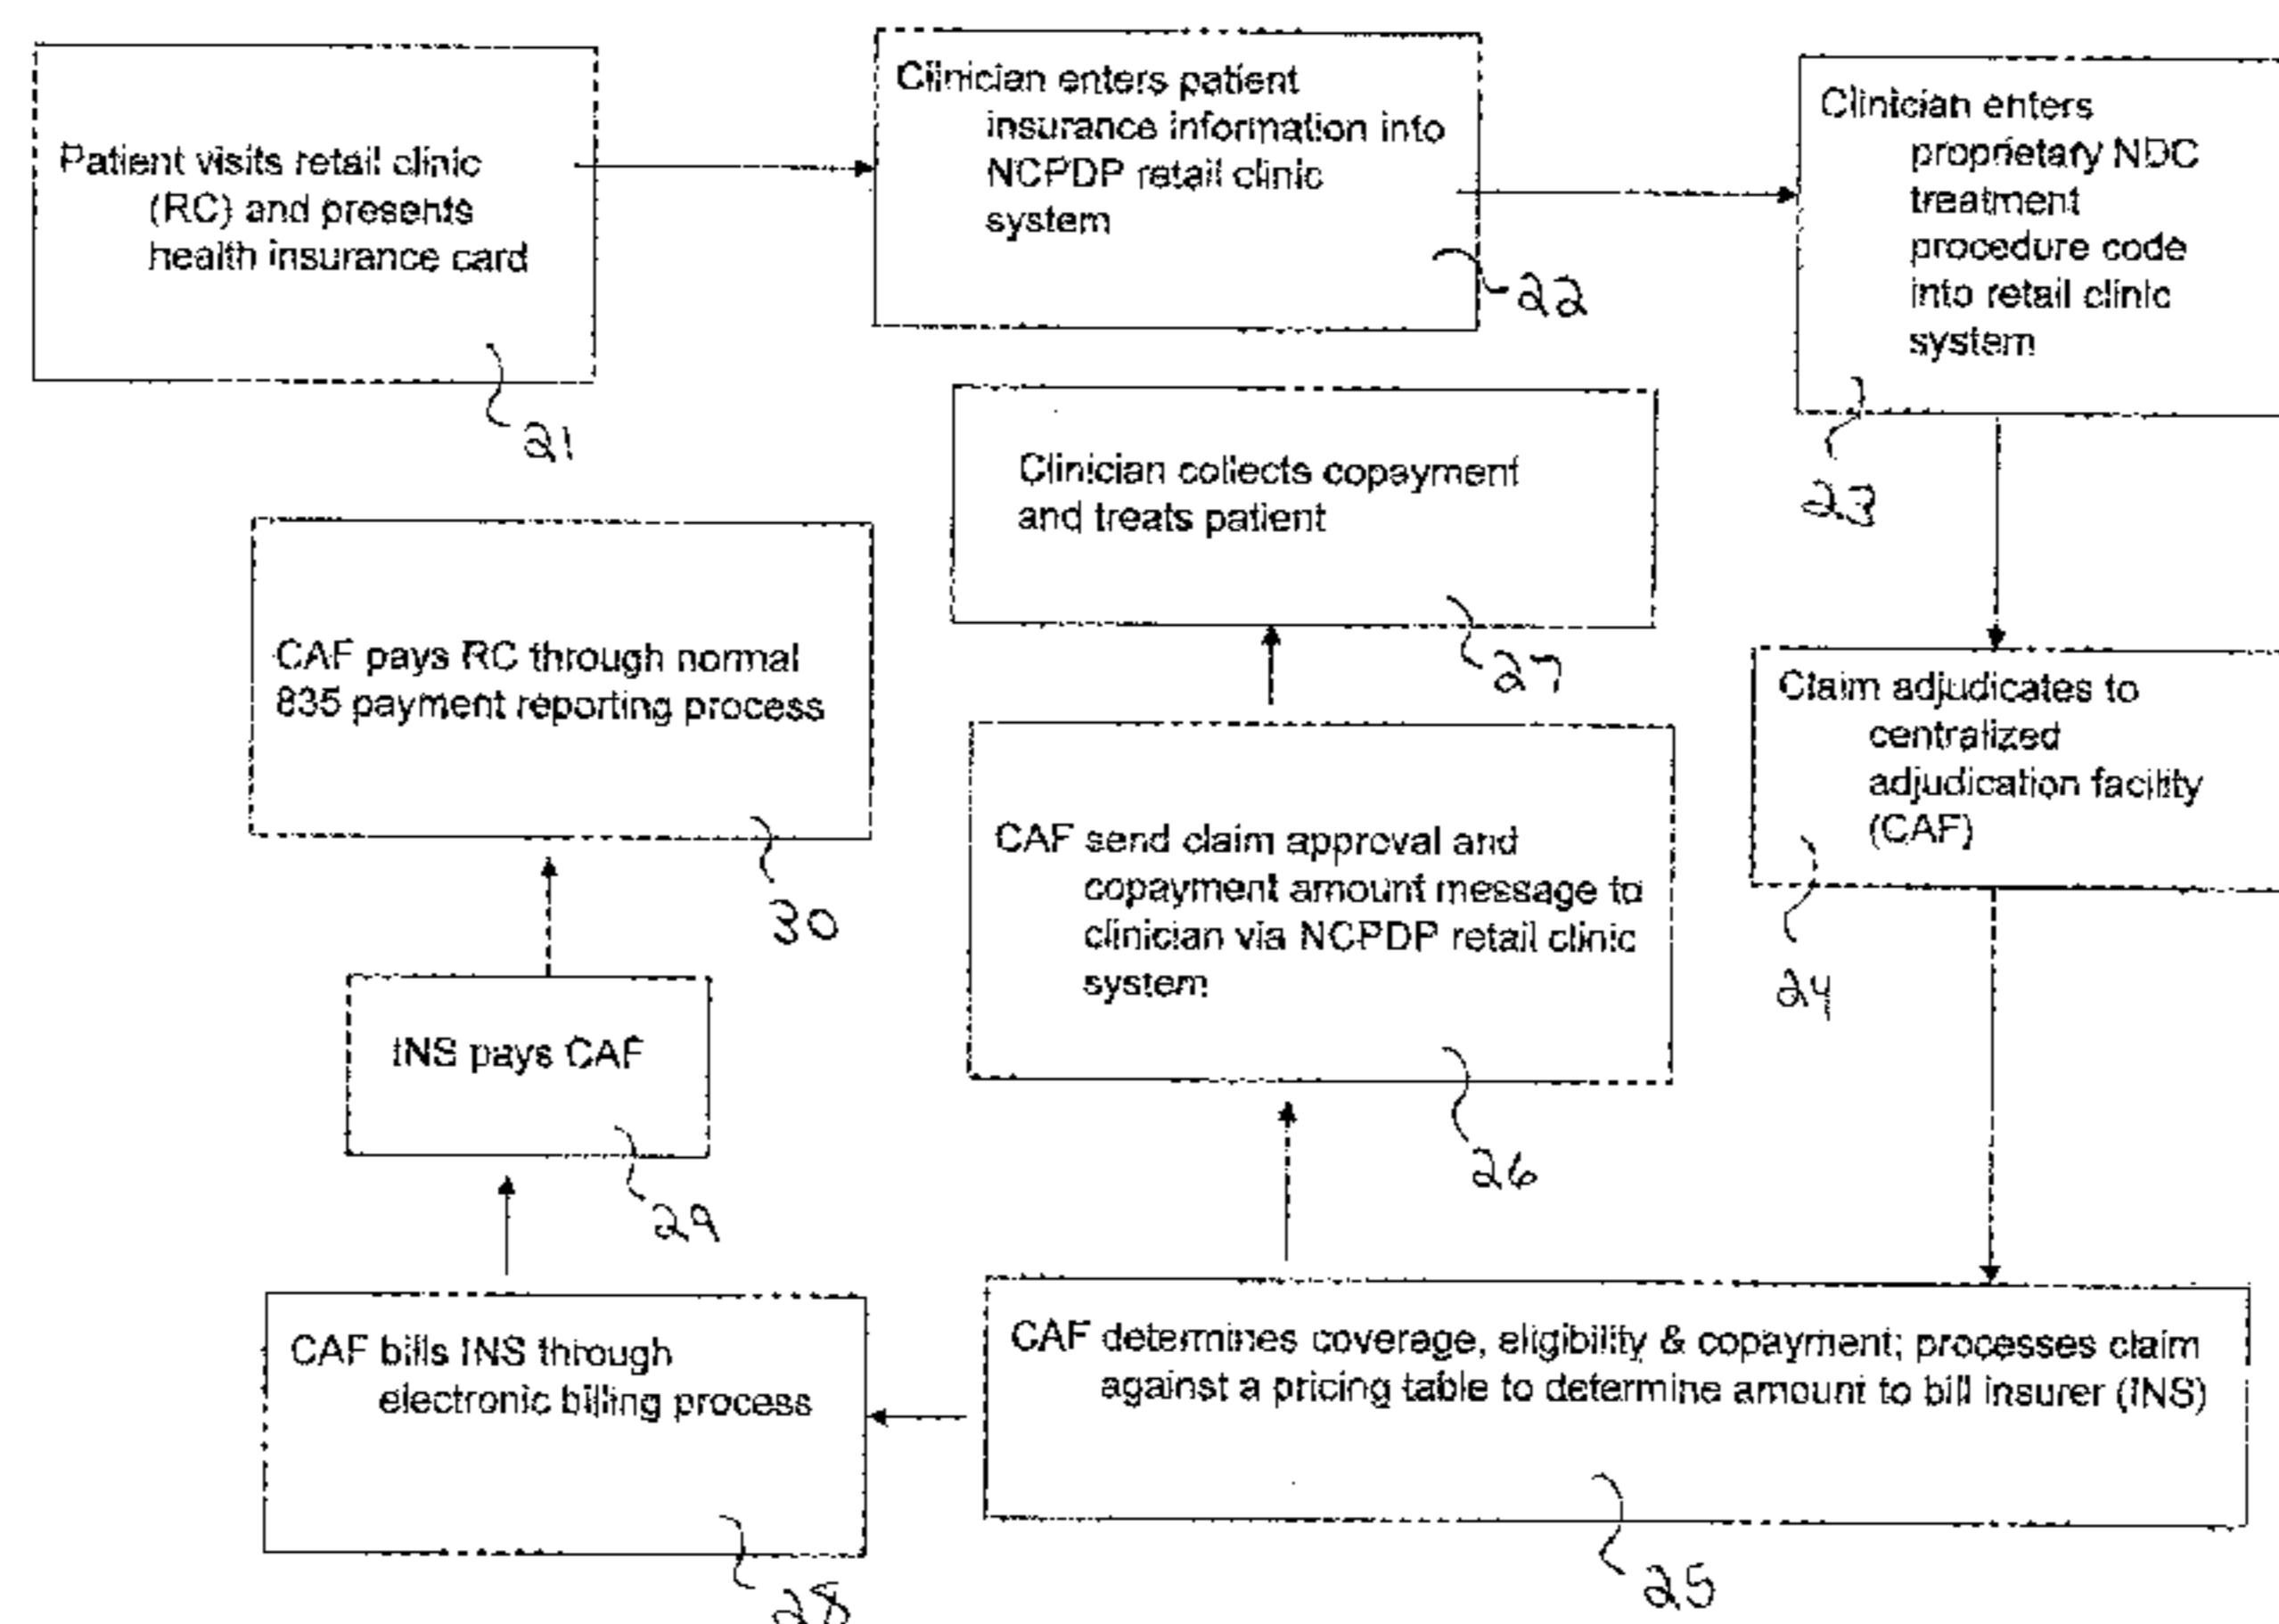 Patient visits retail clinic
(RC) and presents
health insurance card
21
Clinician enters patient
insurance information into
NCPDP retail clinic
system
22
Clinician enters
proprietary NDC
treatment
procedure code
into retail clinic
system
23
Claim adjudicates to
centralized
adjudication facility
(CAF)
24
CAF determines coverage, eligibility & copayment; processes claim
against a pricing table to determine amount to bill insurer (INS)
25
CAF send claim approval and
copayment amount message to
clinician via NCPDP retail clinic
system
26
Clinician collects copayment
and treats patient
27
CAF bills INS through
electronic billing process
28
INS pays CAF
29
CAF pays RC through normal
835 payment reporting process
30